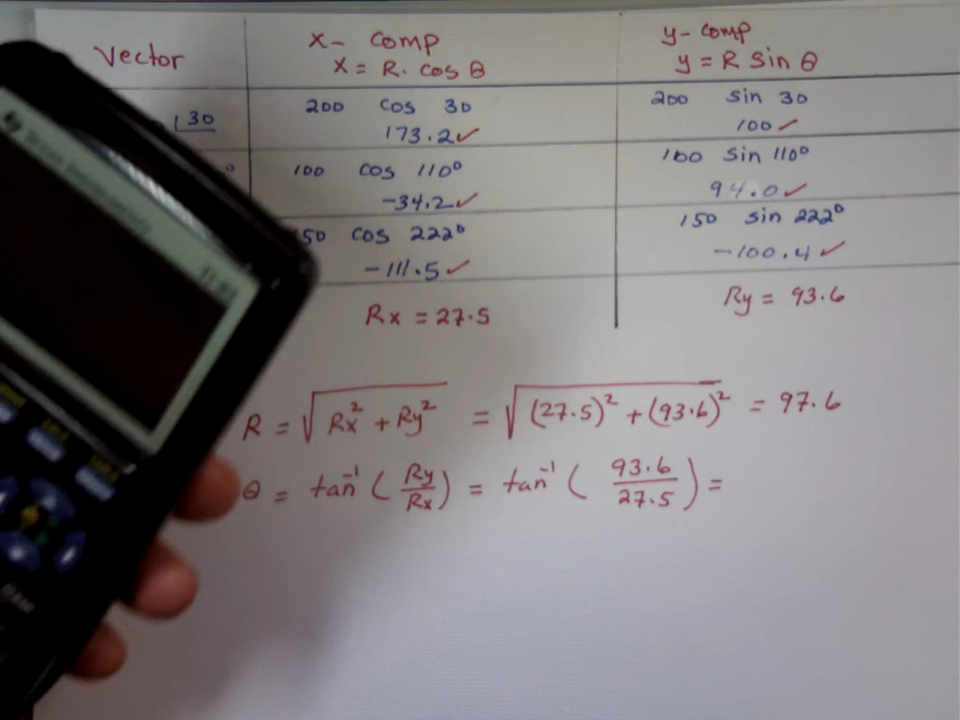 Vector x- comp y- comp
x = R. cos θ y = R sin θ
30 200 cos 30 200 sin 30
173.2✓ 100✓
° 100 cos 110° 100 sin 110°
-34.2✓ 94.0✓
50 cos 222° 150 sin 222°
-111.5✓ -100.4✓
Rx = 27.5 Ry = 93.6
R = √(Rx² + Ry²) = √((27.5)² + (93.6)²) = 97.6
θ = tan⁻¹ (Ry/Rx) = tan⁻¹ (93.6/27.5) =